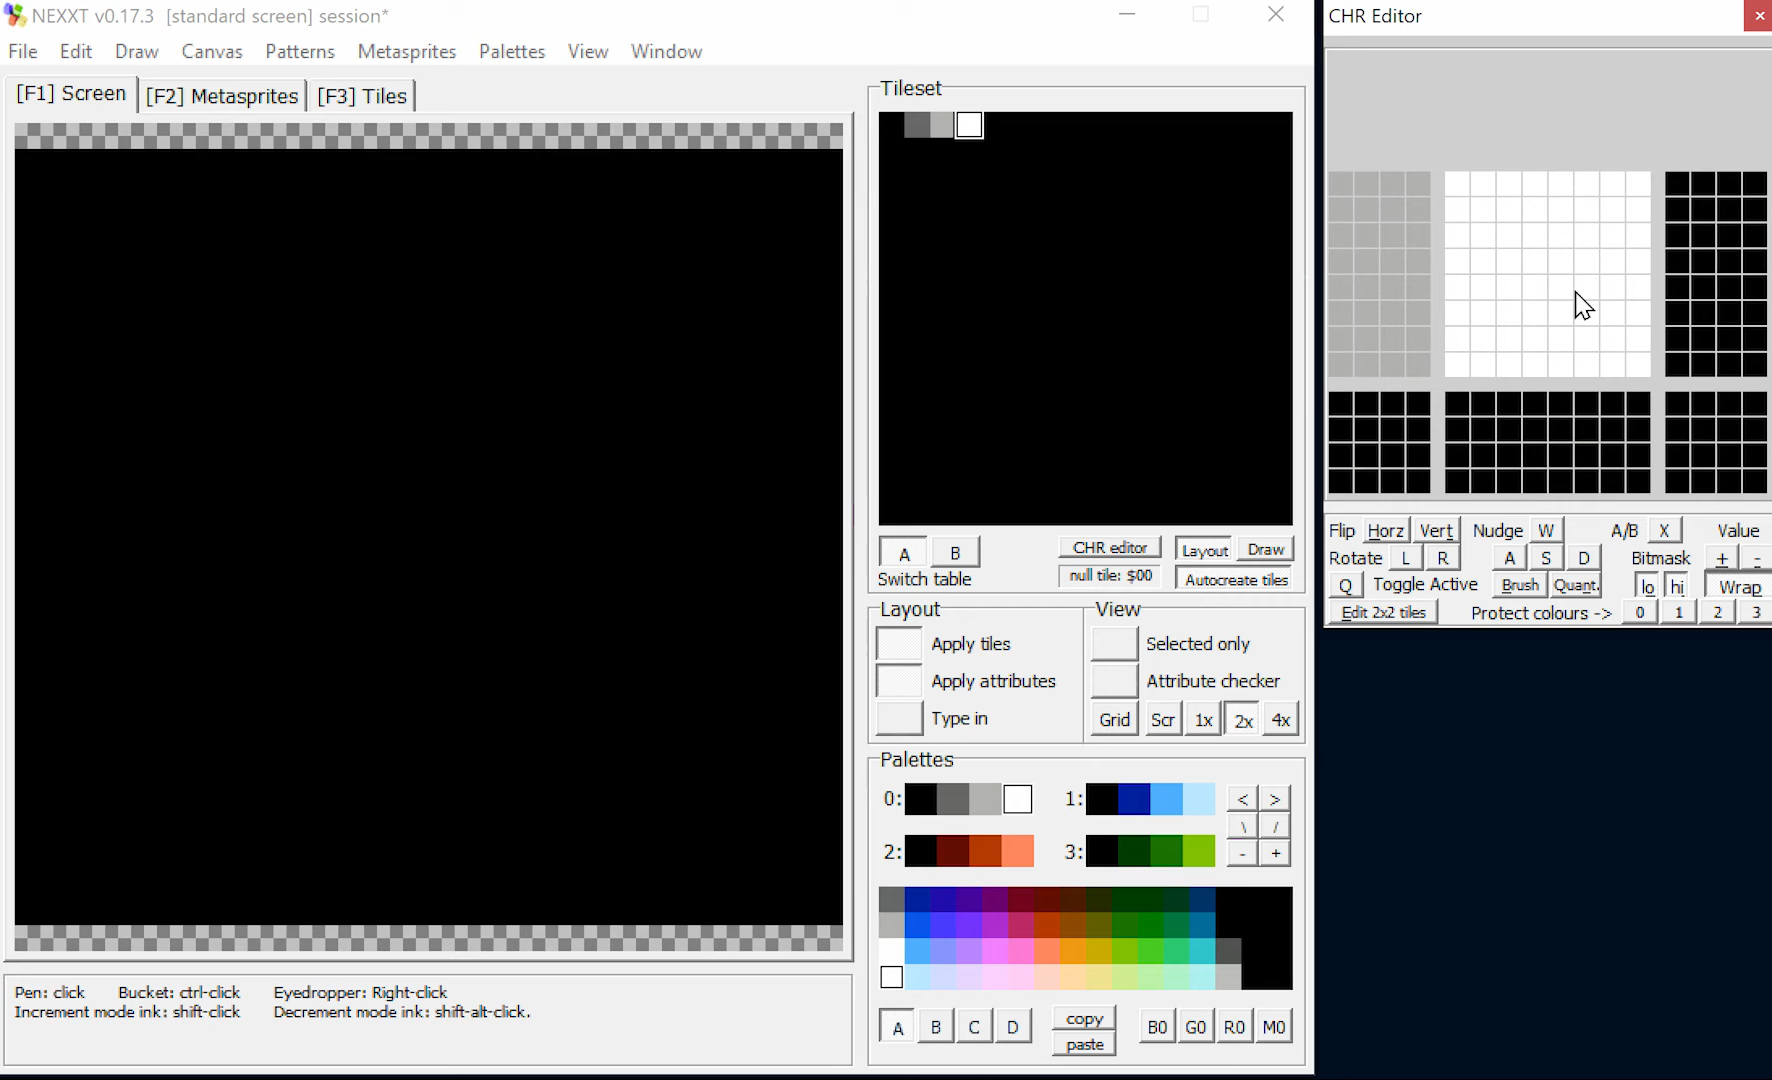 NEXXT v0.17.3 [standard screen] session*
File Edit Draw Canvas Patterns Metasprites Palettes View Window
[F1] Screen [F2] Metasprites [F3] Tiles
Tileset
A B
Switch table
CHR editor Layout Draw
null tile: $00 Autocreate tiles
Layout
Apply tiles
Apply attributes
Type in
View
Selected only
Attribute checker
Grid Scr 1x 2x 4x
Palettes
0: 1: < >
\ /
2: 3: - +
A B C D copy B0 G0 R0 M0
paste
Pen: click Bucket: ctrl-click Eyedropper: Right-click
Increment mode ink: shift-click Decrement mode ink: shift-alt-click.
CHR Editor ×
Flip Horz Vert Nudge W A/B X Value
Rotate L R A S D Bitmask + -
Q Toggle Active Brush Quant. lo hi Wrap
Edit 2x2 tiles Protect colours -> 0 1 2 3